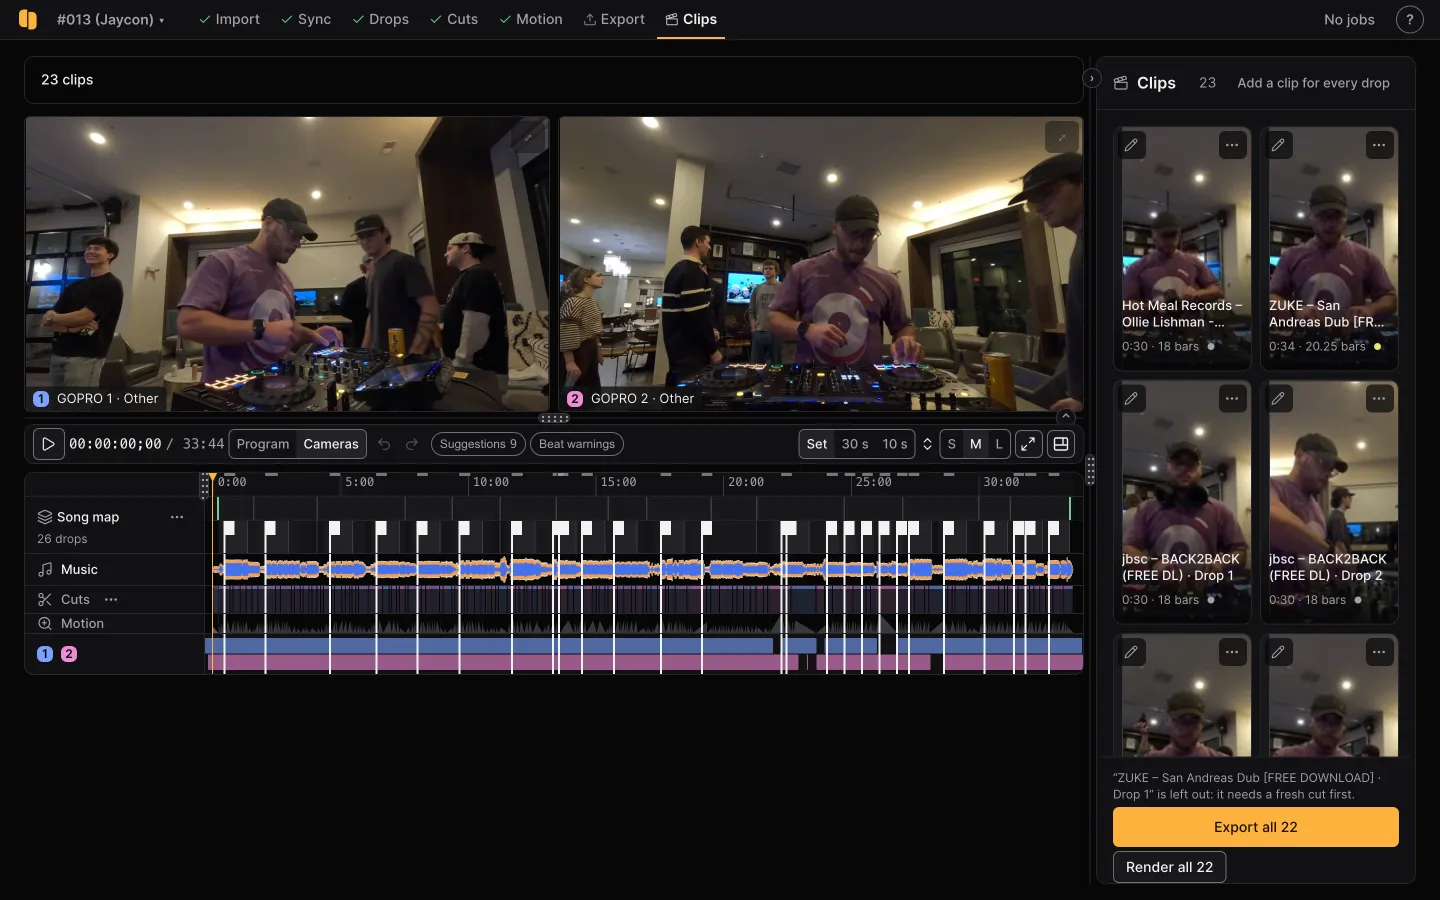 #013 (Jaycon)
Import
Sync
Drops
Cuts
Motion
Export
Clips
No jobs
?
23 clips
1 GOPRO 1 · Other
2 GOPRO 2 · Other
00:00:00;00 / 33:44
Program
Cameras
Suggestions 9
Beat warnings
Set
30 s
10 s
S
M
L
0:00
5:00
10:00
15:00
20:00
25:00
30:00
Song map
26 drops
Music
Cuts
Motion
1
2
Clips
23
Add a clip for every drop
Hot Meal Records –
Ollie Lishman -...
0:30 · 18 bars
ZUKE – San
Andreas Dub [FR...
0:34 · 20.25 bars
jbsc – BACK2BACK
(FREE DL) · Drop 1
0:30 · 18 bars
jbsc – BACK2BACK
(FREE DL) · Drop 2
0:30 · 18 bars
“ZUKE – San Andreas Dub [FREE DOWNLOAD] ·
Drop 1” is left out: it needs a fresh cut first.
Export all 22
Render all 22